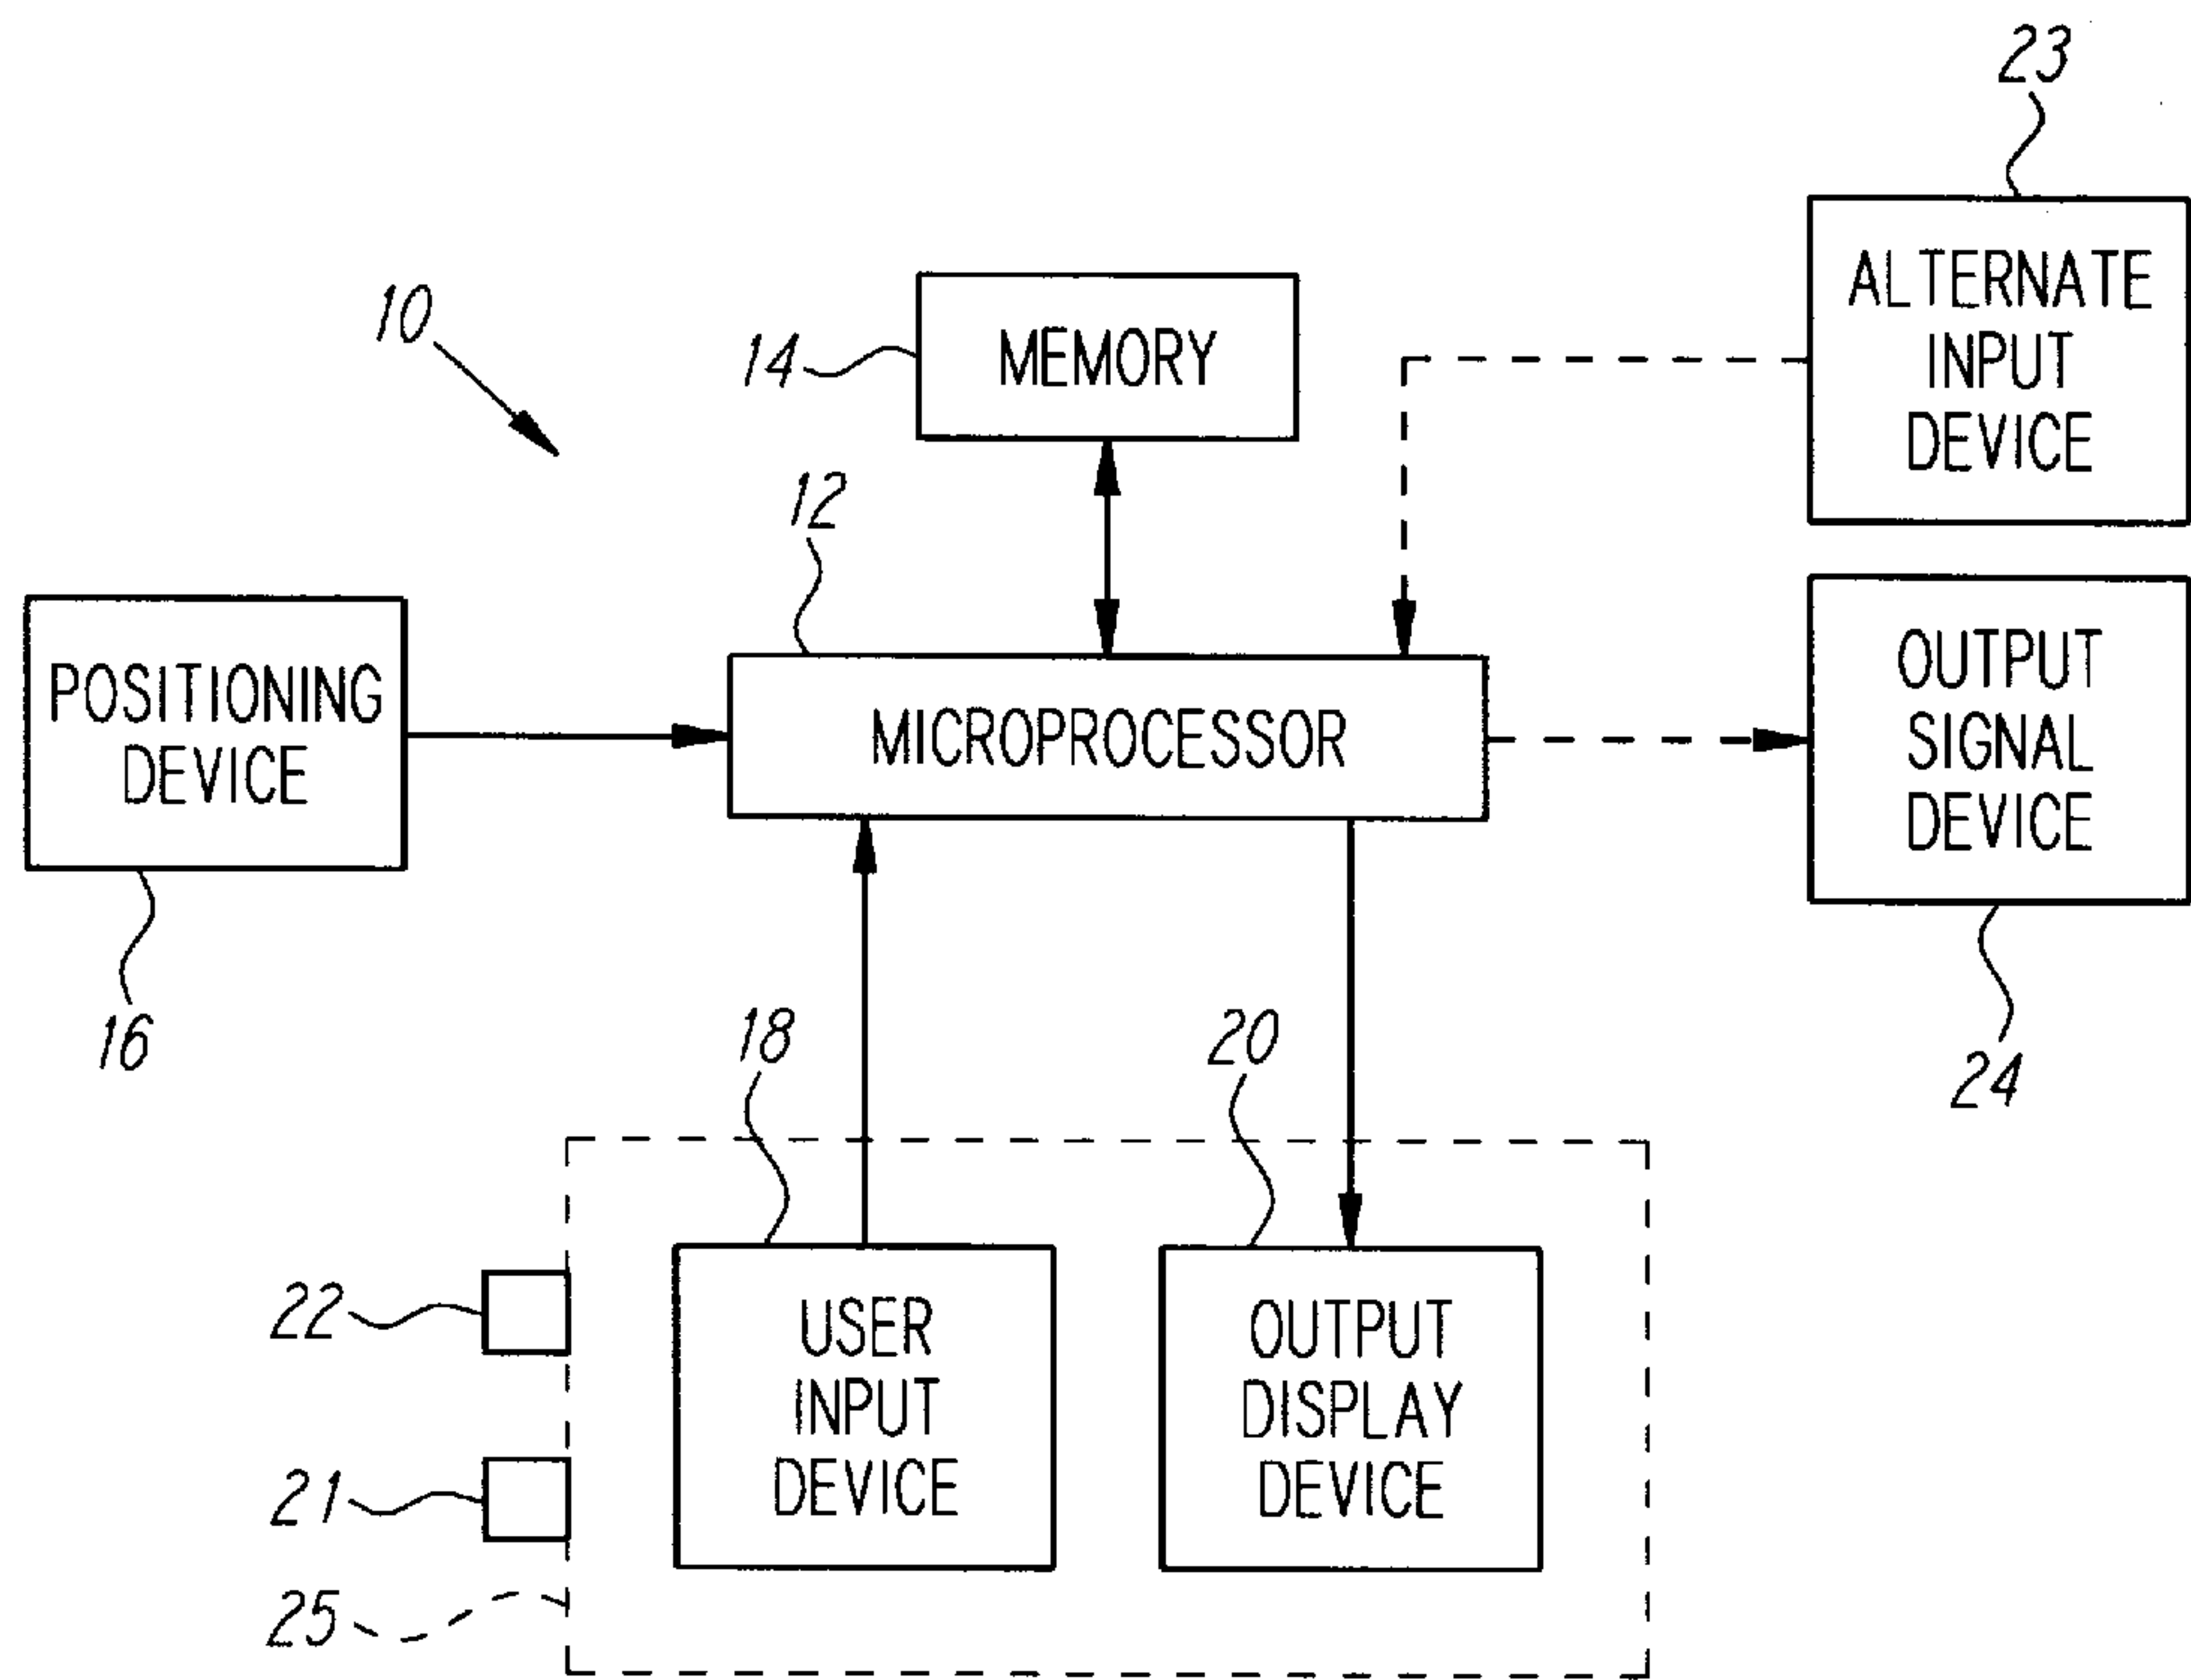 23
ALTERNATE
INPUT
DEVICE
10
14
MEMORY
12
POSITIONING
DEVICE
MICROPROCESSOR
OUTPUT
SIGNAL
DEVICE
16
18
20
24
22
USER
INPUT
DEVICE
OUTPUT
DISPLAY
DEVICE
21
25